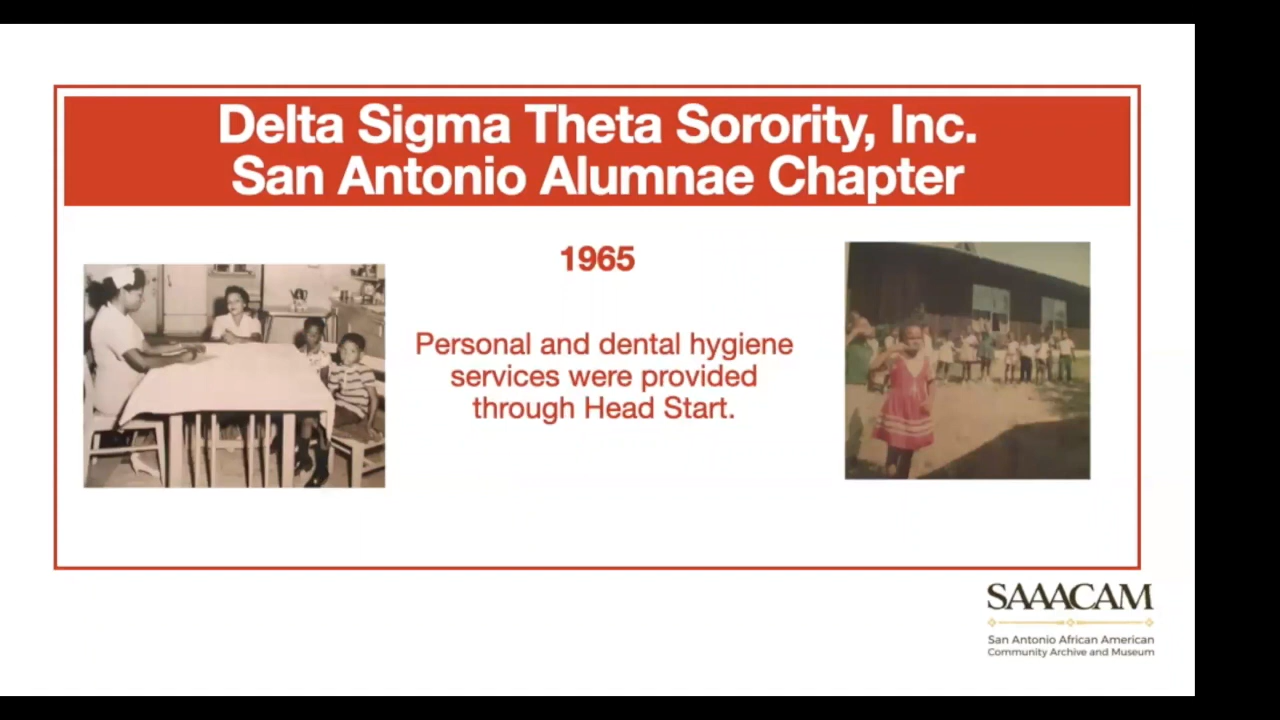 Delta Sigma Theta Sorority, Inc.
San Antonio Alumnae Chapter
1965
Personal and dental hygiene
services were provided
through Head Start.
SAAACAM
San Antonio African American
Community Archive and Museum